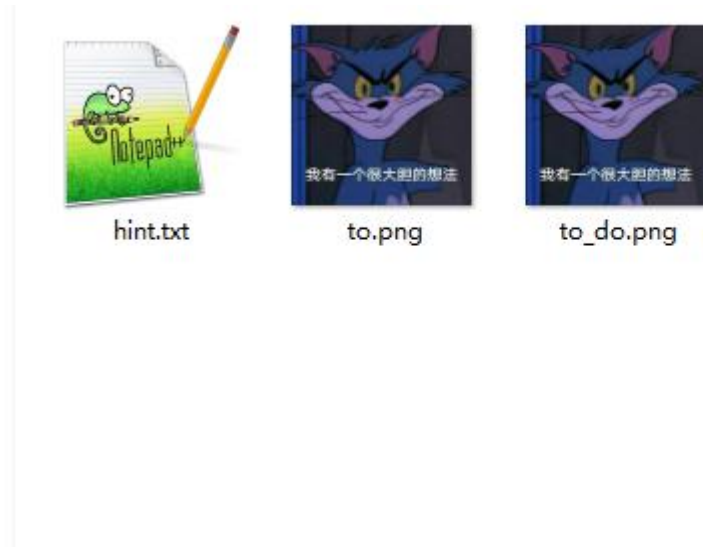 Notepad++
我有一个很大胆的想法
我有一个很大胆的想法
hint.txt
to.png
to_do.png